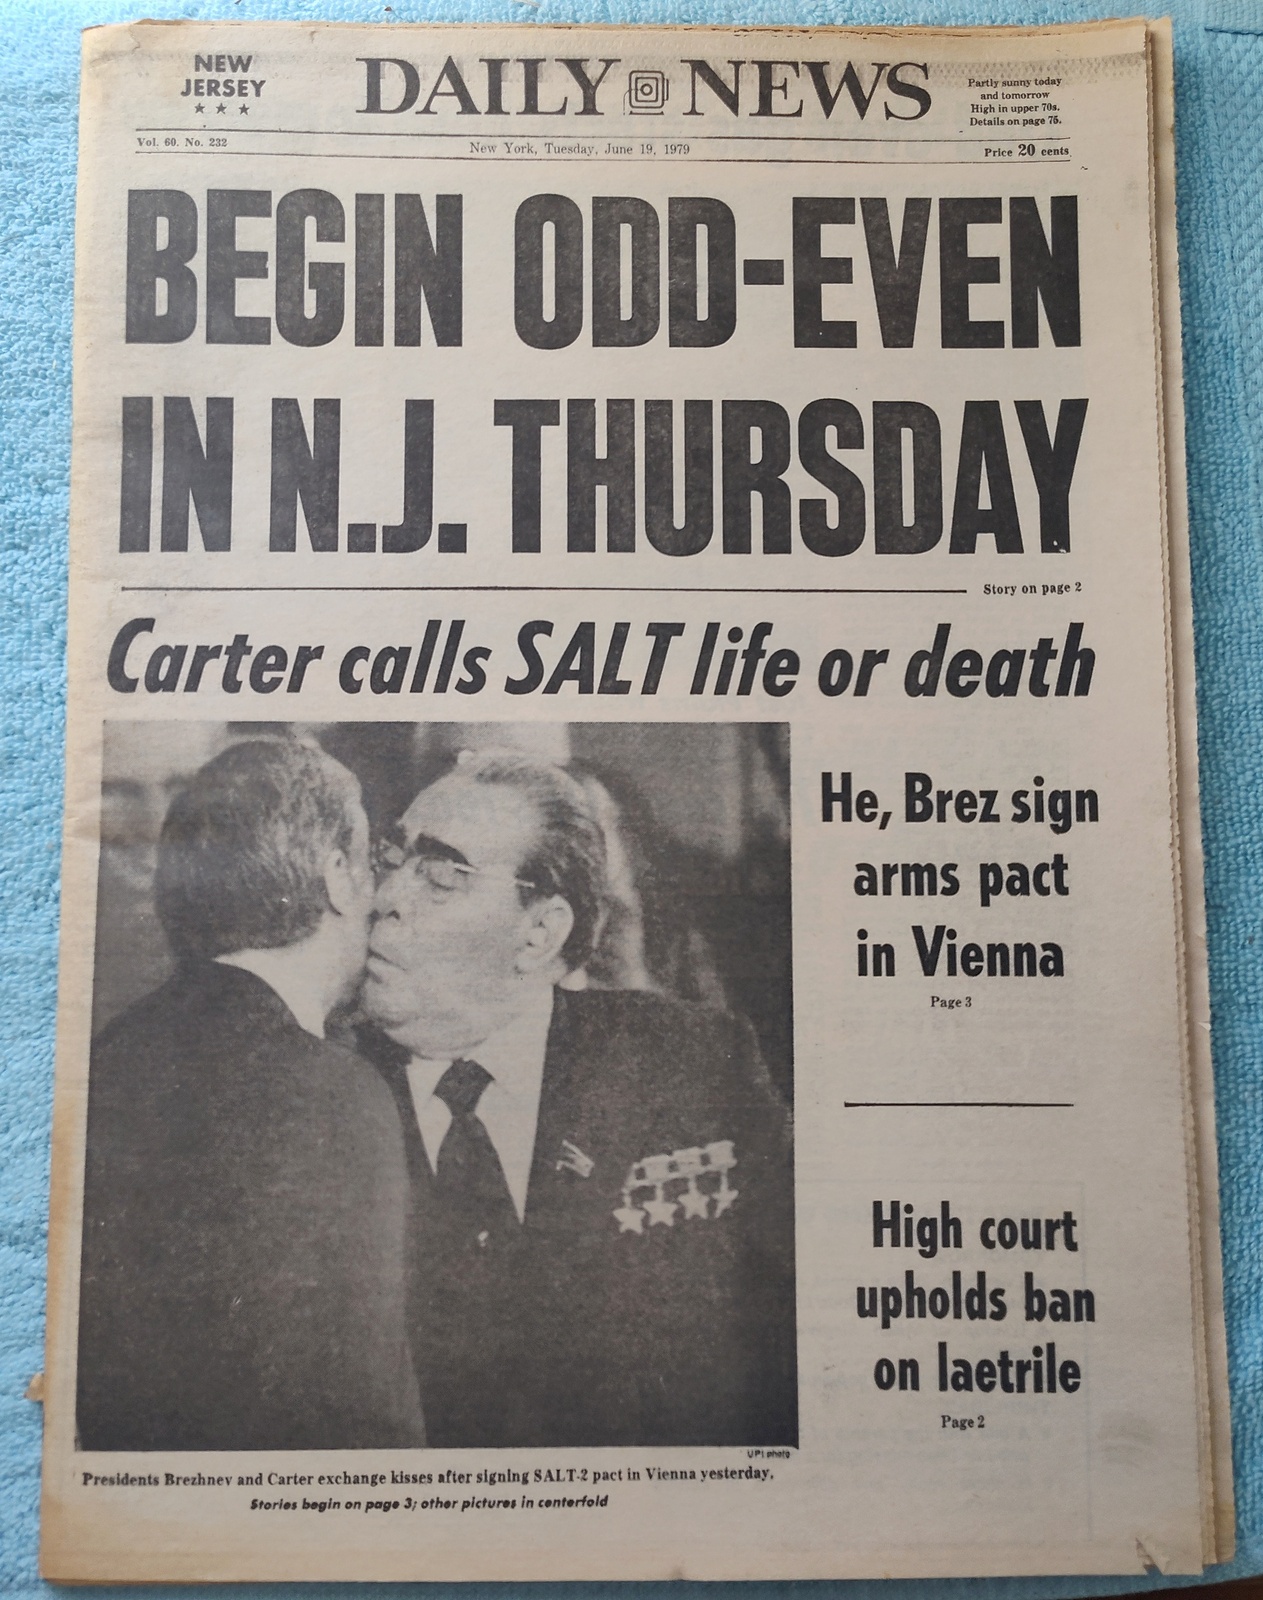 NEW
JERSEY
★ ★ ★
DAILY NEWS
Partly sunny today
and tomorrow
High in upper 70s.
Details on page 75.
Vol. 60. No. 232
New York, Tuesday, June 19, 1979
Price 20 cents
BEGIN ODD-EVEN
IN N.J. THURSDAY
Story on page 2
Carter calls SALT life or death
He, Brez sign
arms pact
in Vienna
Page 3
High court
upholds ban
on laetrile
Page 2
UPI photo
Presidents Brezhnev and Carter exchange kisses after signing SALT-2 pact in Vienna yesterday.
Stories begin on page 3; other pictures in centerfold